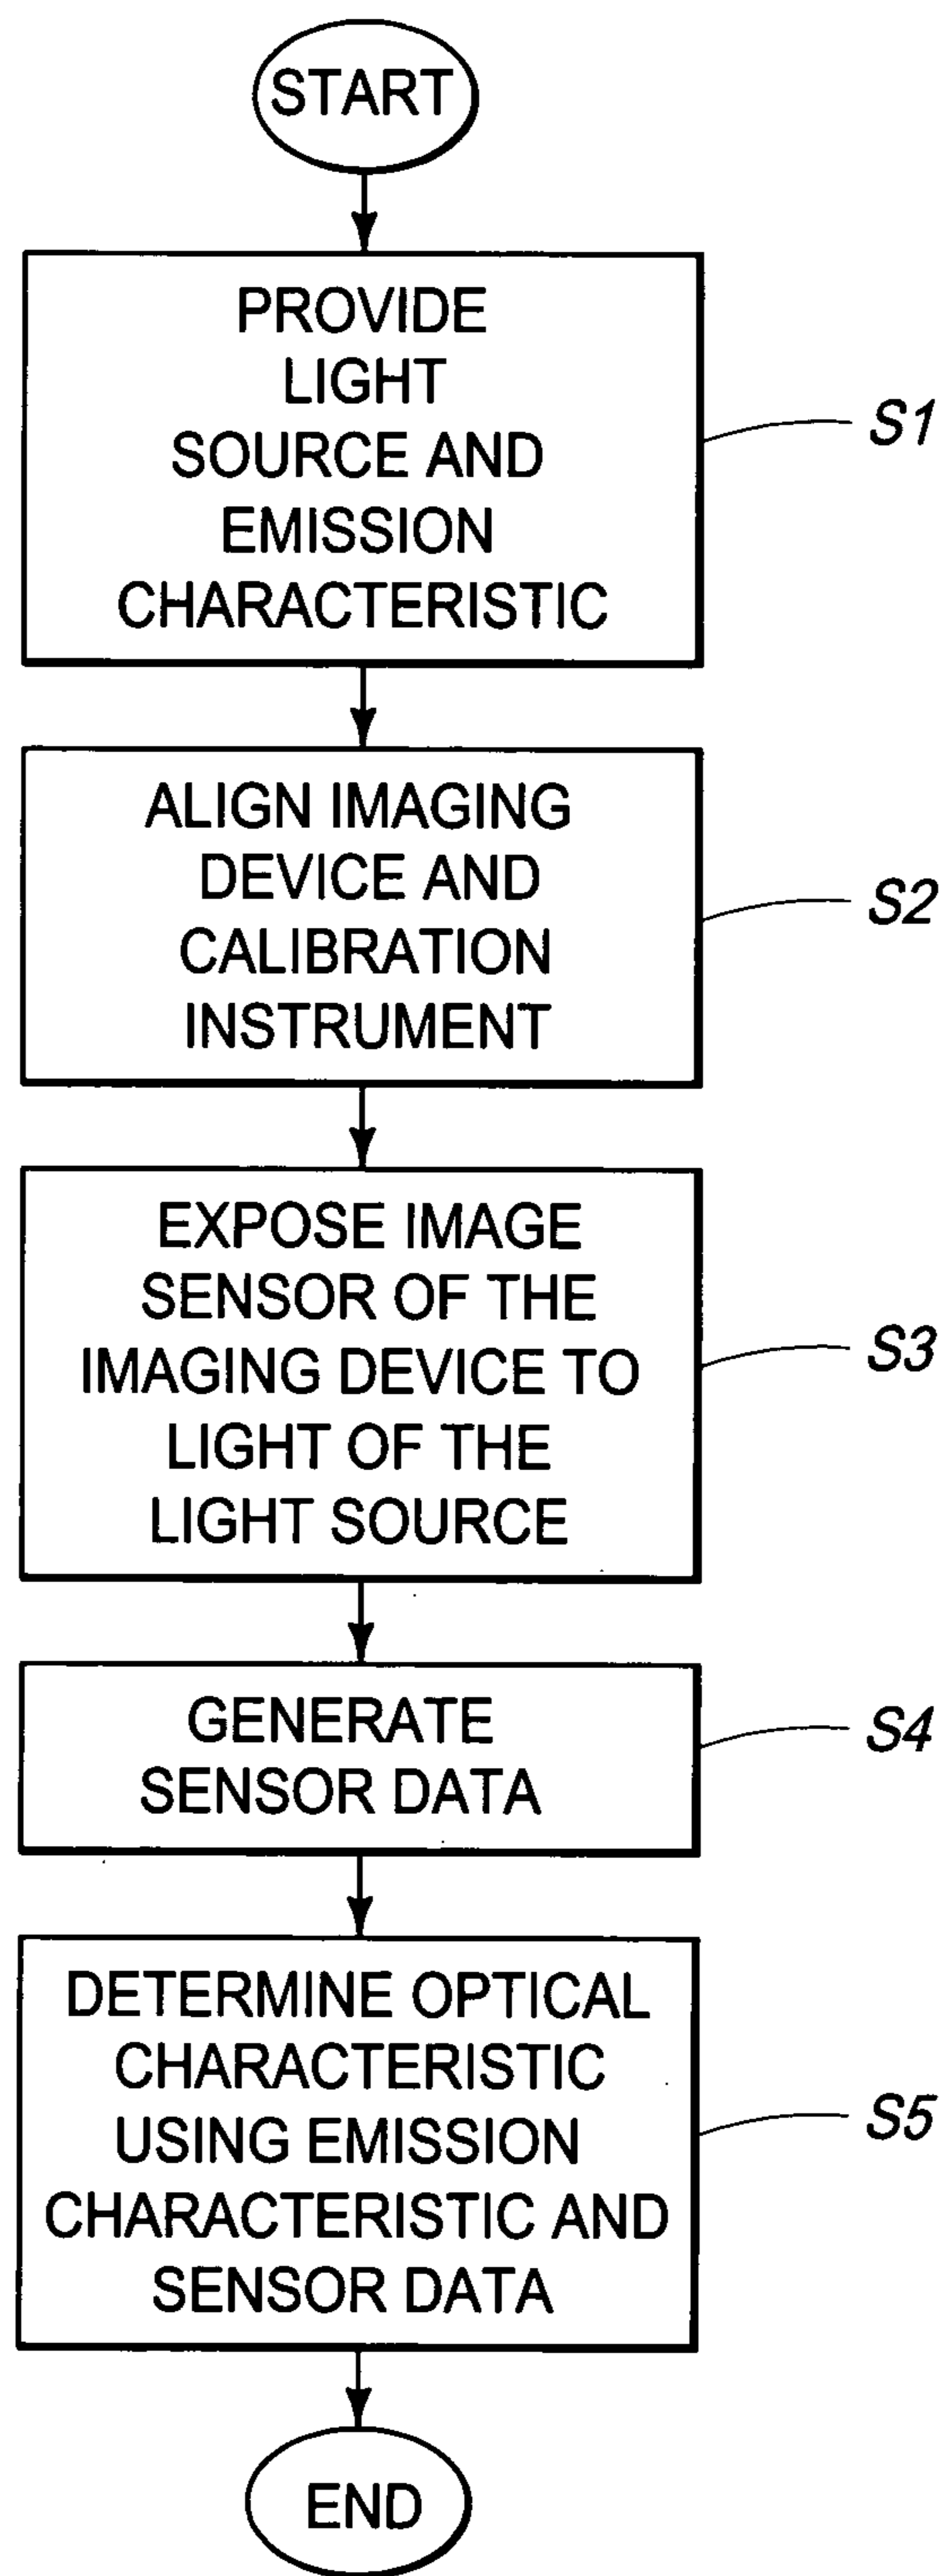 START
PROVIDE
LIGHT
SOURCE AND
EMISSION
CHARACTERISTIC
S1
ALIGN IMAGING
DEVICE AND
CALIBRATION
INSTRUMENT
S2
EXPOSE IMAGE
SENSOR OF THE
IMAGING DEVICE TO
LIGHT OF THE
LIGHT SOURCE
S3
GENERATE
SENSOR DATA
S4
DETERMINE OPTICAL
CHARACTERISTIC
USING EMISSION
CHARACTERISTIC AND
SENSOR DATA
S5
END